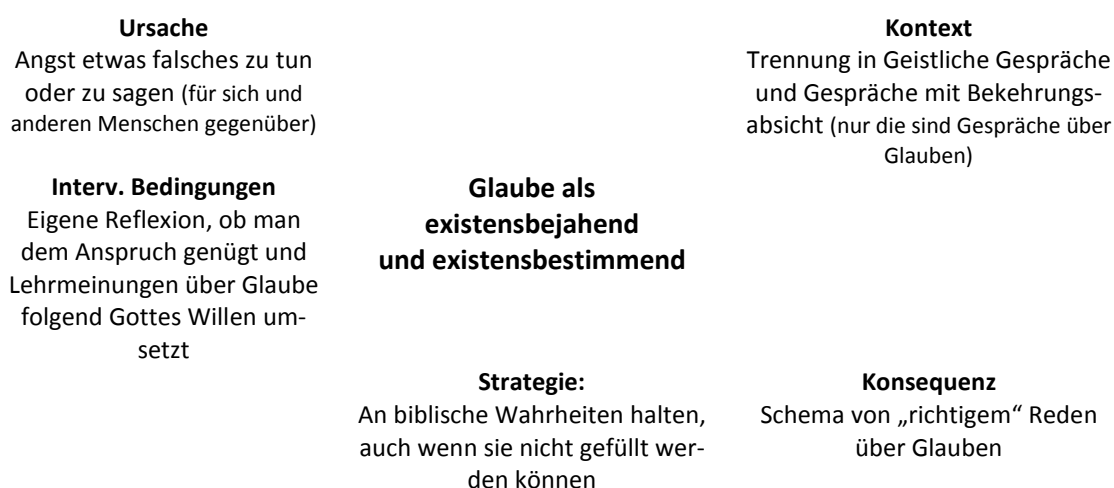 Ursache
Angst etwas falsches zu tun
oder zu sagen (für sich und
anderen Menschen gegenüber)
Kontext
Trennung in Geistliche Gespräche
und Gespräche mit Bekehrungs-
absicht (nur die sind Gespräche über
Glauben)
Interv. Bedingungen
Eigene Reflexion, ob man
dem Anspruch genügt und
Lehrmeinungen über Glaube
folgend Gottes Willen um-
setzt
Glaube als
existensbejahend
und existensbestimmend
Strategie:
An biblische Wahrheiten halten,
auch wenn sie nicht gefüllt wer-
den können
Konsequenz
Schema von „richtigem“ Reden
über Glauben